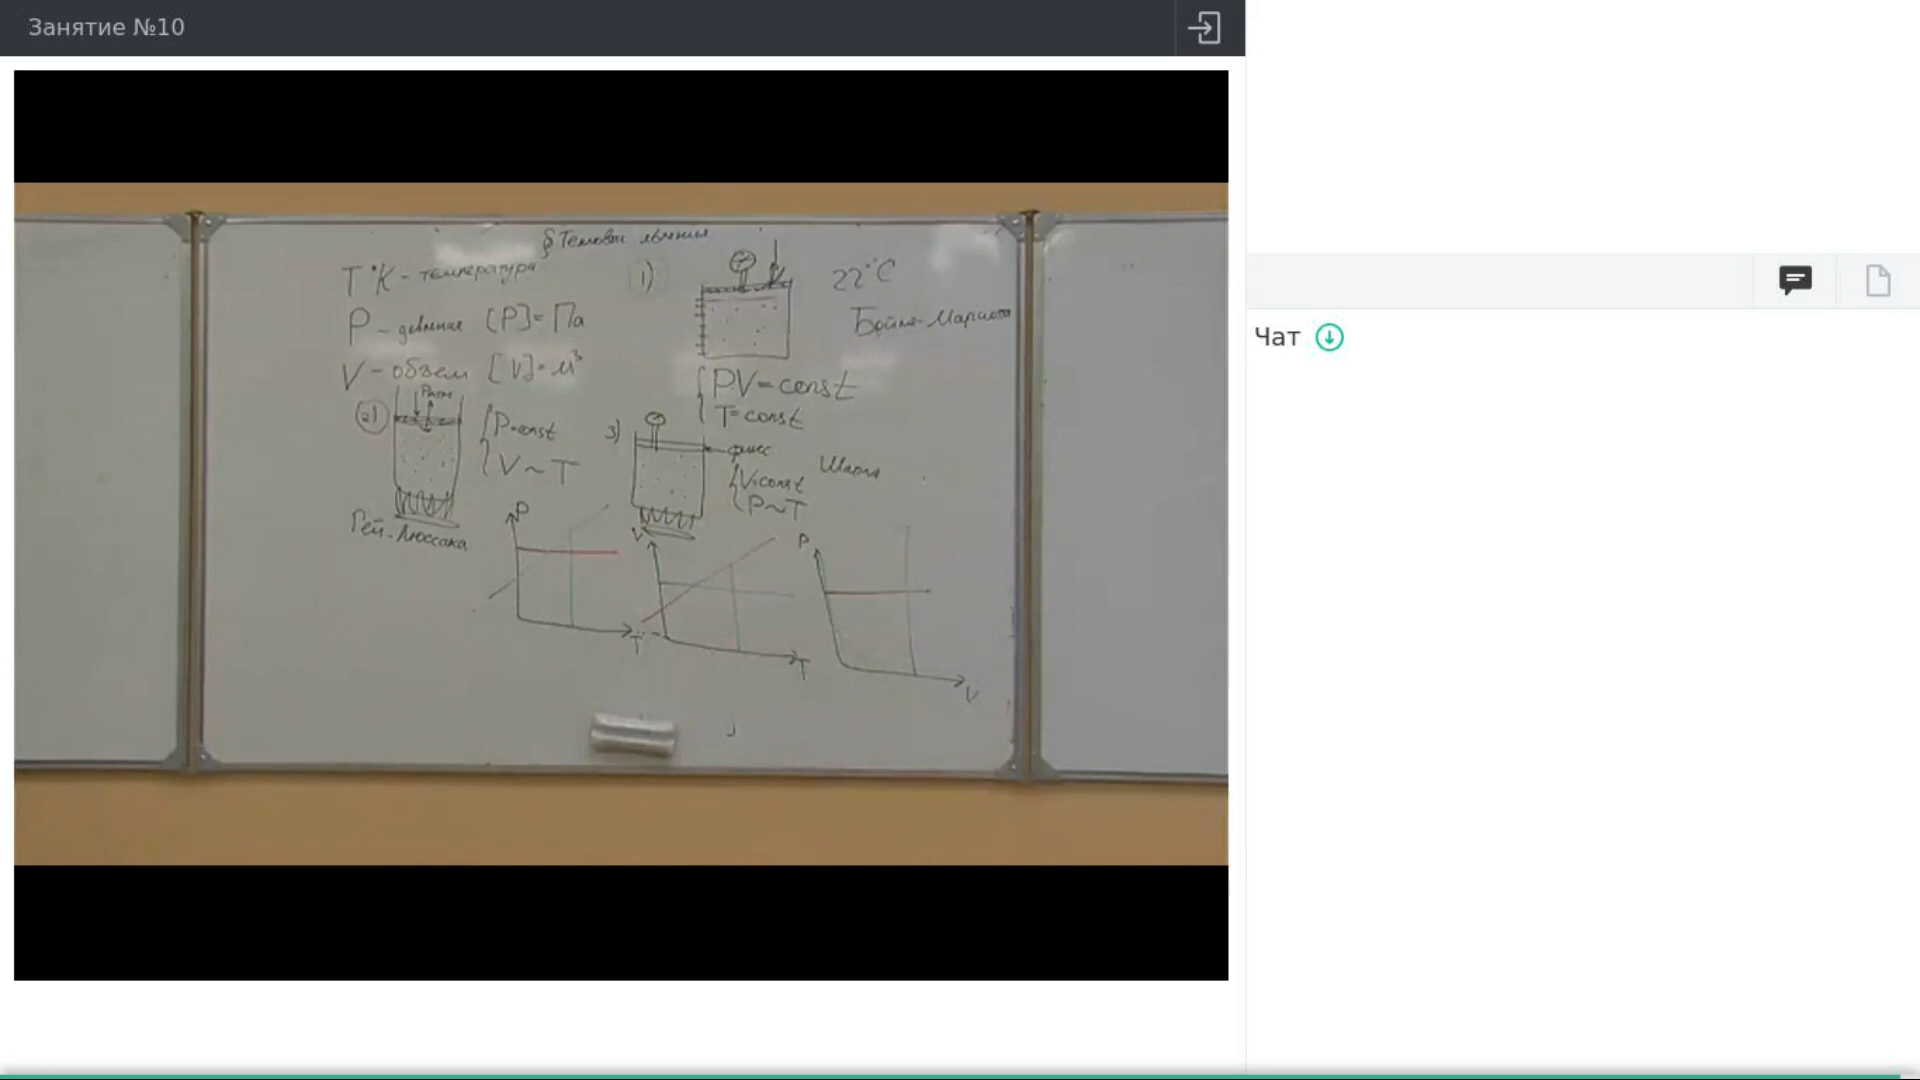 Занятие №10
§ Тепловые явления
T °K - температура
P - давление [P] = Па
V - объем [V] = м³
1)
22°C
Бойля-Мариотта
PV = const
T = const
2)
Pатм
P = const
V ~ T
Гей-Люссака
3)
фикс
V = const
P ~ T
Шарля
P
T
V
T
P
V
Чат